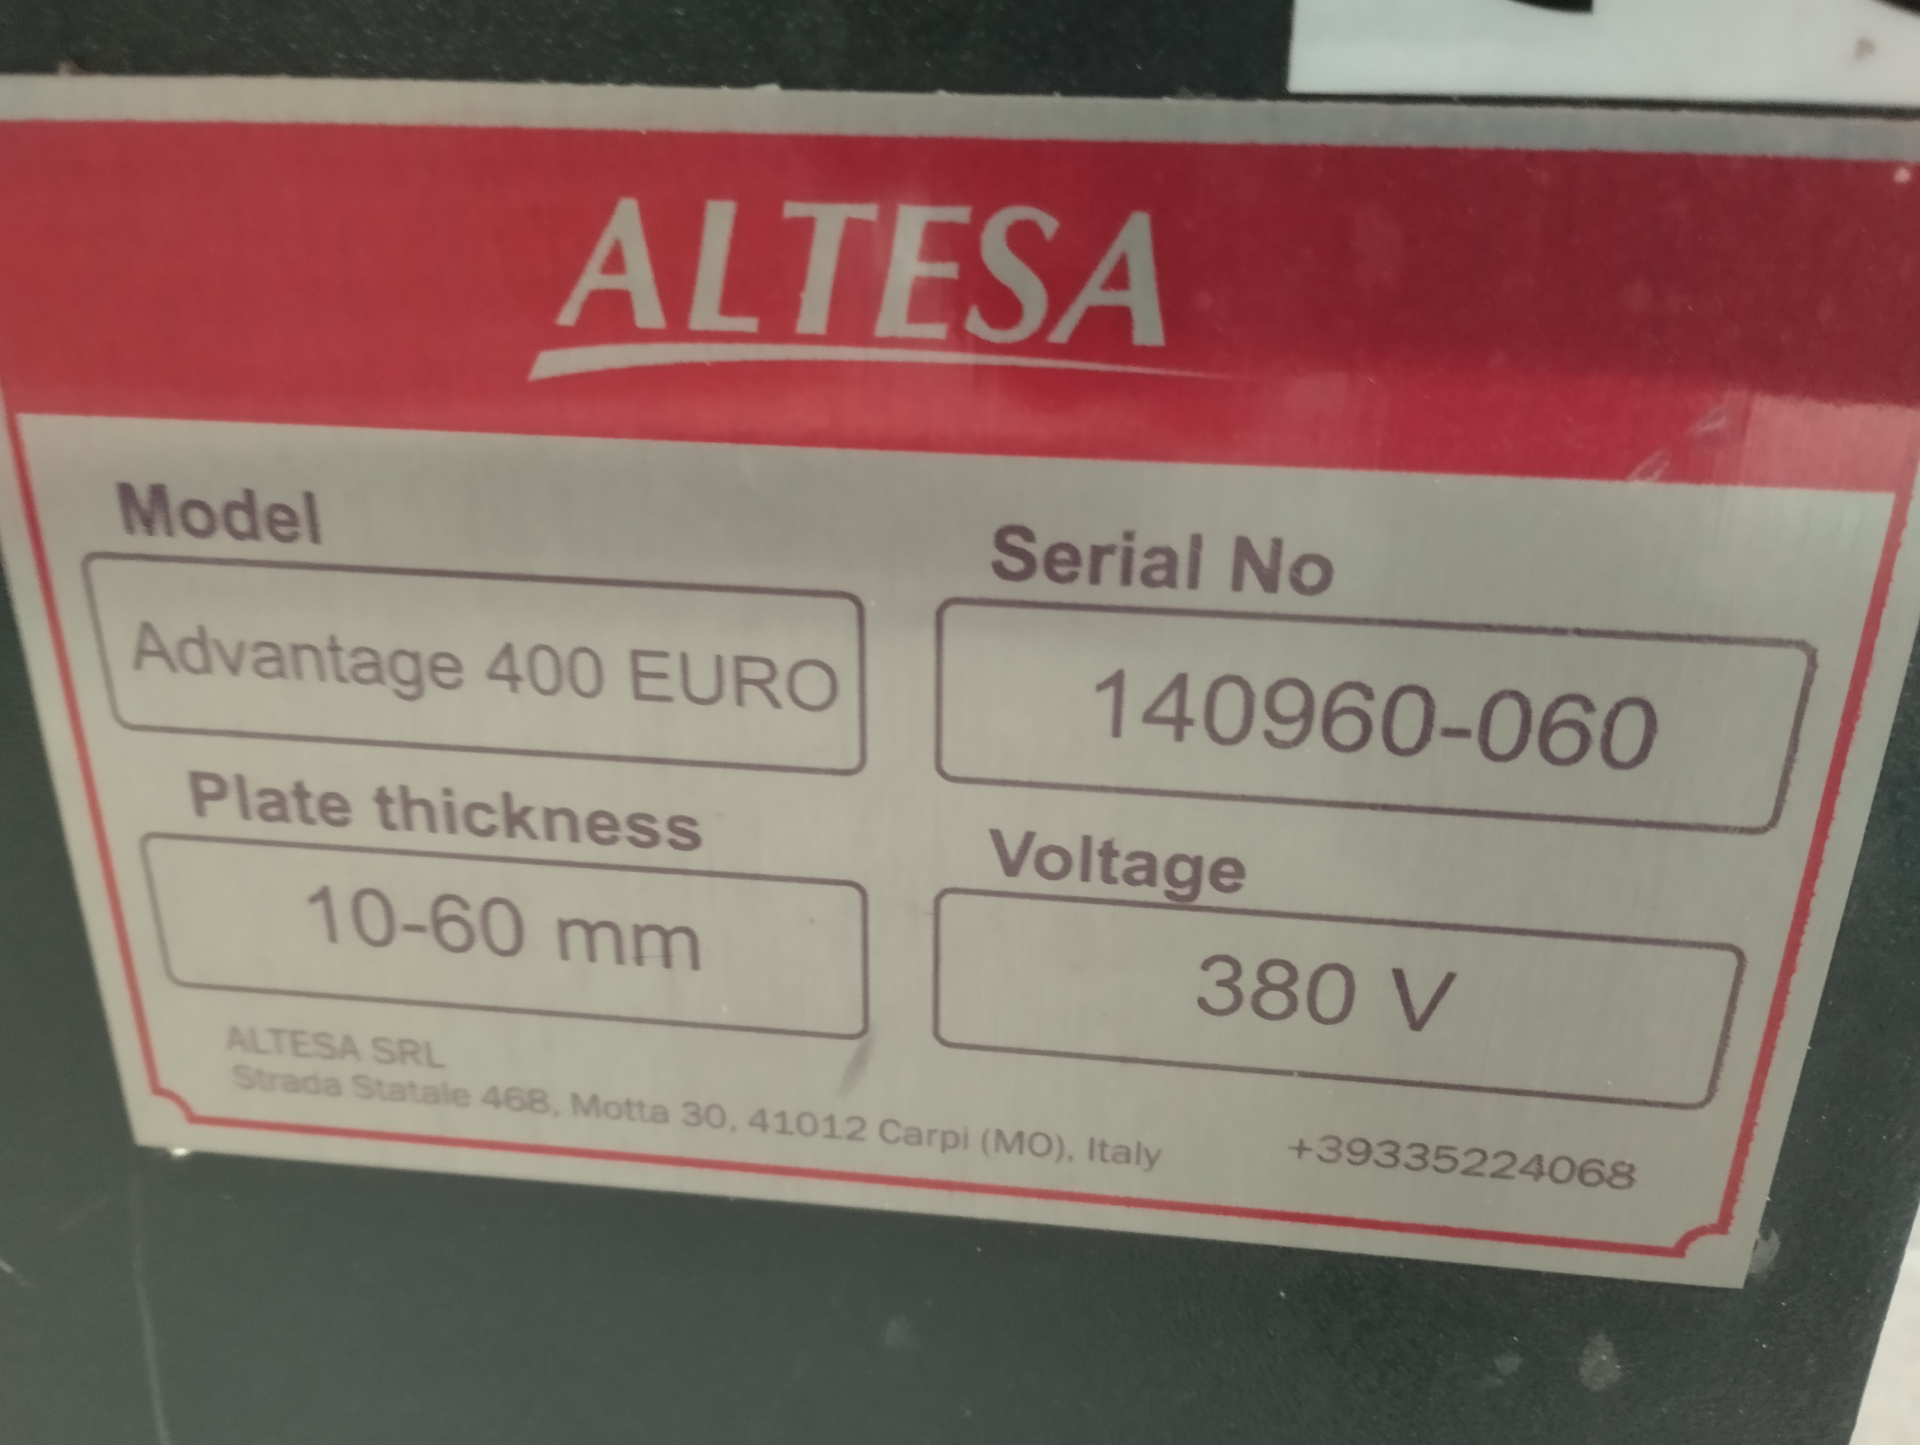 ALTESA
Model
Serial No
Advantage 400 EURO
140960-060
Plate thickness
Voltage
10-60 mm
380 V
ALTESA SRL
Strada Statale 468, Motta 30, 41012 Carpi (MO), Italy
+39335224068